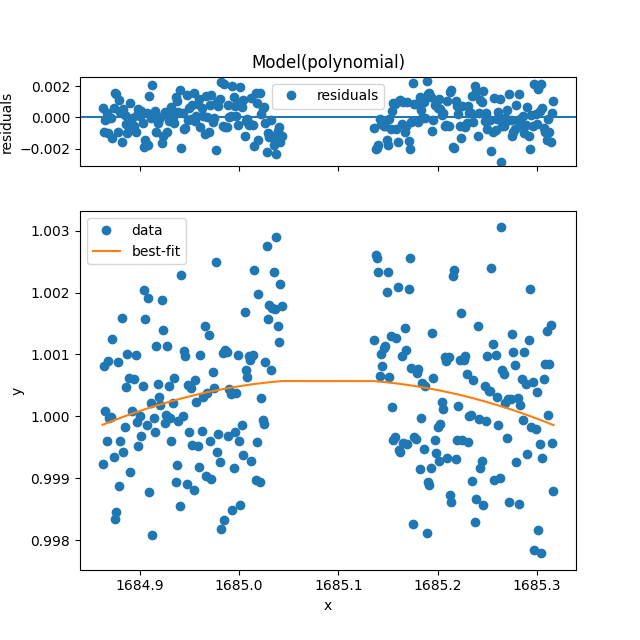 Model(polynomial)
residuals
0.002
0.000
−0.002
residuals
data
best-fit
y
1.003
1.002
1.001
1.000
0.999
0.998
1684.9
1685.0
1685.1
1685.2
1685.3
x